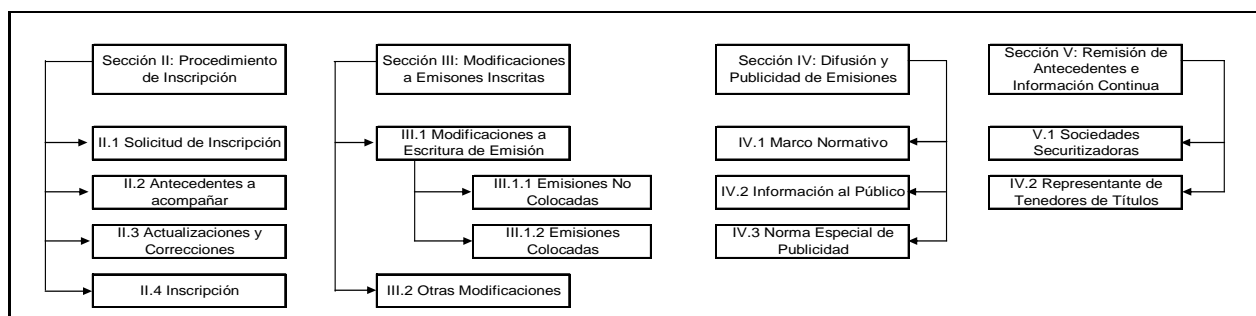 Sección II: Procedimiento
de Inscripción
II.1 Solicitud de Inscripción
II.2 Antecedentes a
acompañar
II.3 Actualizaciones y
Correcciones
II.4 Inscripción
Sección III: Modificaciones
a Emisones Inscritas
III.1 Modificaciones a
Escritura de Emisión
III.1.1 Emisiones No
Colocadas
III.1.2 Emisiones
Colocadas
III.2 Otras Modificaciones
Sección IV: Difusión y
Publicidad de Emisiones
IV.1 Marco Normativo
IV.2 Información al Público
IV.3 Norma Especial de
Publicidad
Sección V: Remisión de
Antecedentes e
Información Continua
V.1 Sociedades
Securitizadoras
IV.2 Representante de
Tenedores de Títulos